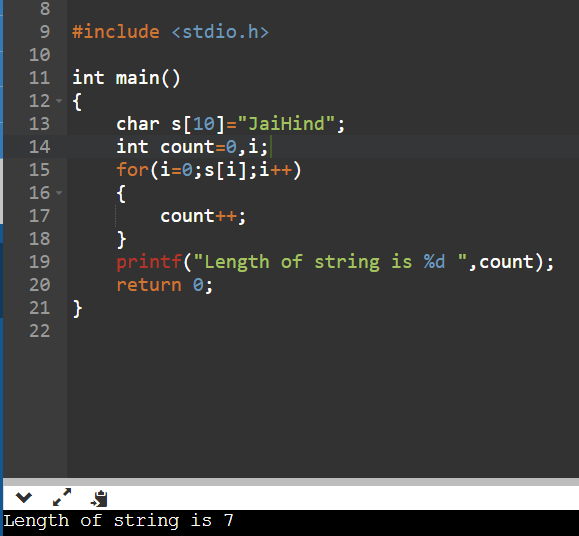 8
9 #include <stdio.h>
10
11 int main()
12 {
13     char s[10]="JaiHind";
14     int count=0,i;
15     for(i=0;s[i];i++)
16     {
17         count++;
18     }
19     printf("Length of string is %d ",count);
20     return 0;
21 }
22
Length of string is 7